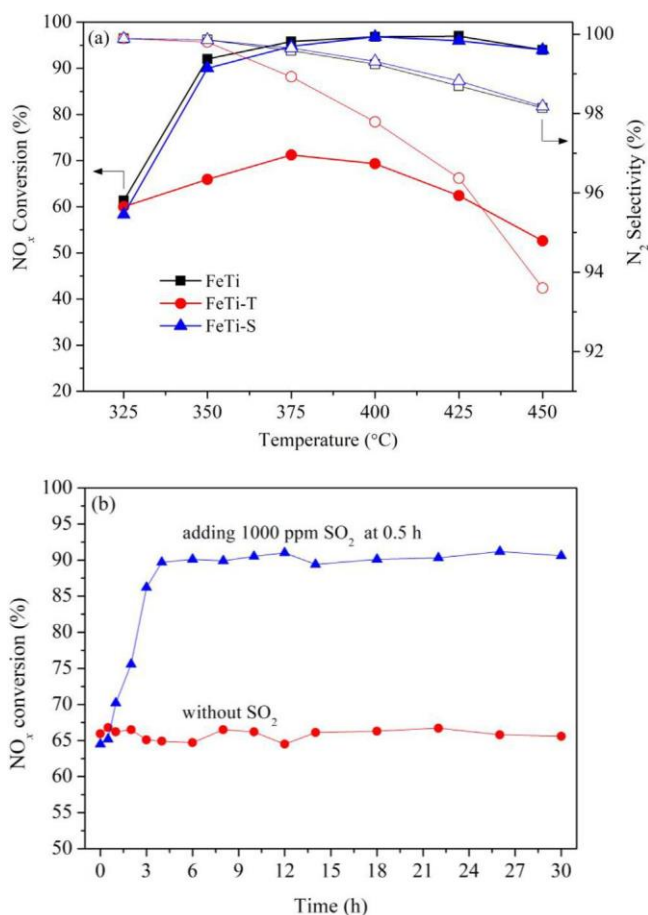 (a)
100
90
80
70
60
50
40
30
20
NOx Conversion (%)
100
98
96
94
92
N2 Selectivity (%)
FeTi
FeTi-T
FeTi-S
325 350 375 400 425 450
Temperature (°C)
(b)
100
95
90
85
80
75
70
65
60
55
50
NOx conversion (%)
adding 1000 ppm SO2 at 0.5 h
without SO2
0 3 6 9 12 15 18 21 24 27 30
Time (h)